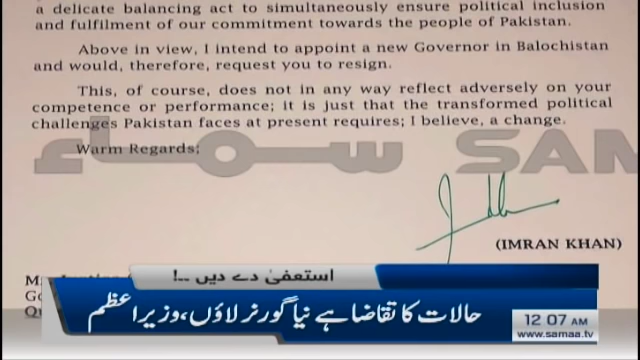 a delicate balancing act to simultaneously ensure political inclusion
and fulfilment of our commitment towards the people of Pakistan.
Above in view, I intend to appoint a new Governor in Balochistan
and would, therefore, request you to resign.
This, of course, does not in any way reflect adversely on your
competence or performance; it is just that the transformed political
challenges Pakistan faces at present requires; I believe, a change.
Warm Regards;
سماء SAM
(IMRAN KHAN)
استعفیٰ دے دیں ..!
حالات کا تقاضا ہے نیا گورنر لاؤں، وزیراعظم
12 07 AM
www.samaa.tv